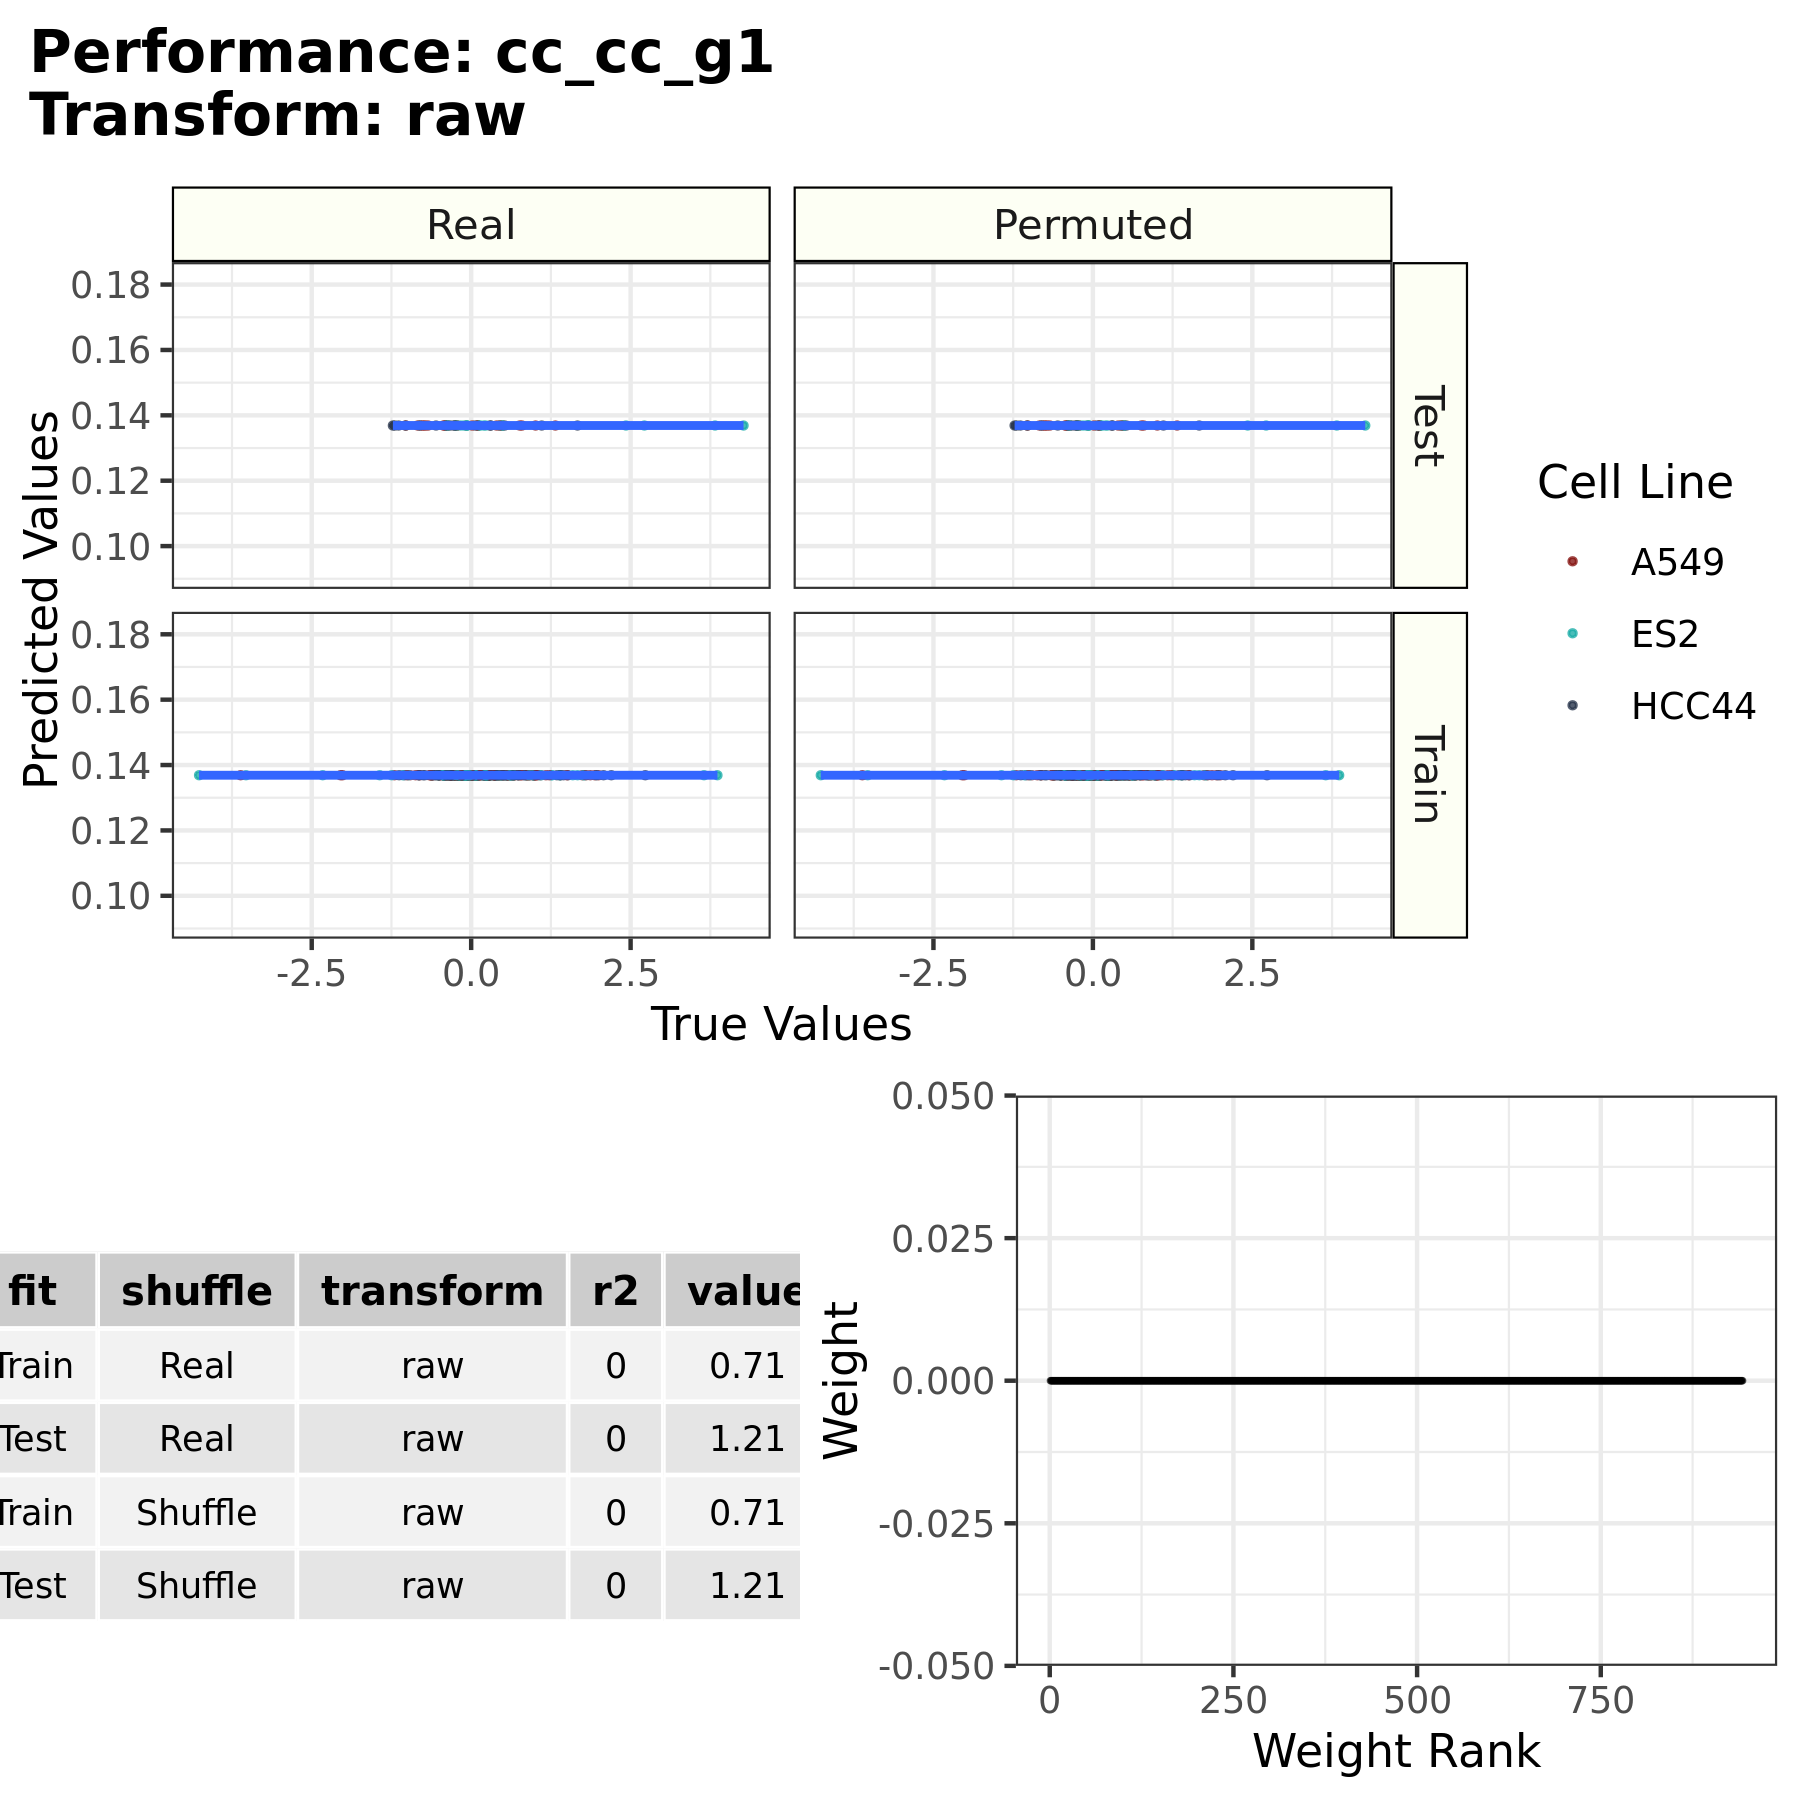 Performance: cc_cc_g1
Transform: raw
Real
Permuted
0.18
0.16
0.14
0.12
0.10
Test
0.18
0.16
0.14
0.12
0.10
Train
Predicted Values
-2.5 0.0 2.5
-2.5 0.0 2.5
True Values
Cell Line
A549
ES2
HCC44
fit shuffle transform r2 value
Train Real raw 0 0.71
Test Real raw 0 1.21
Train Shuffle raw 0 0.71
Test Shuffle raw 0 1.21
Weight
0.050
0.025
0.000
-0.025
-0.050
0 250 500 750
Weight Rank